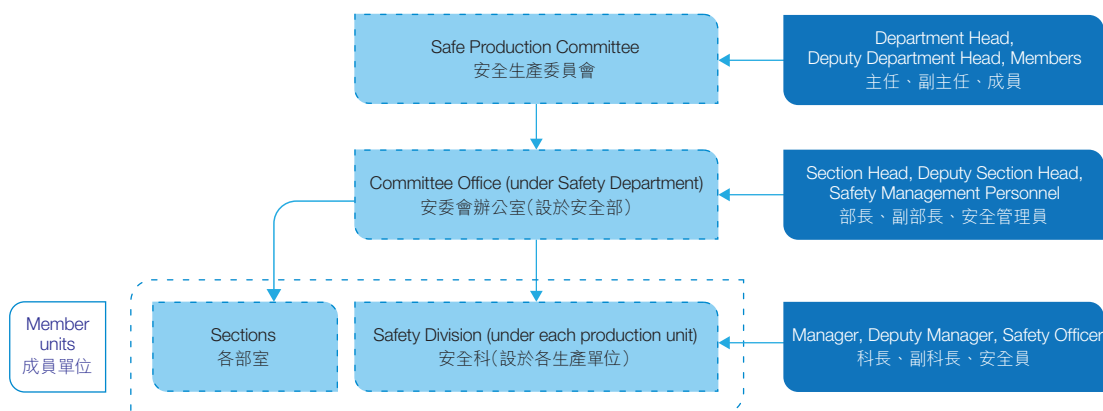 Safe Production Committee
安全生產委員會
Department Head,
Deputy Department Head, Members
主任、副主任、成員
Committee Office (under Safety Department)
安委會辦公室(設於安全部)
Section Head, Deputy Section Head,
Safety Management Personnel
部長、副部長、安全管理員
Member
units
成員單位
Sections
各部室
Safety Division (under each production unit)
安全科(設於各生產單位)
Manager, Deputy Manager, Safety Officer
科長、副科長、安全員